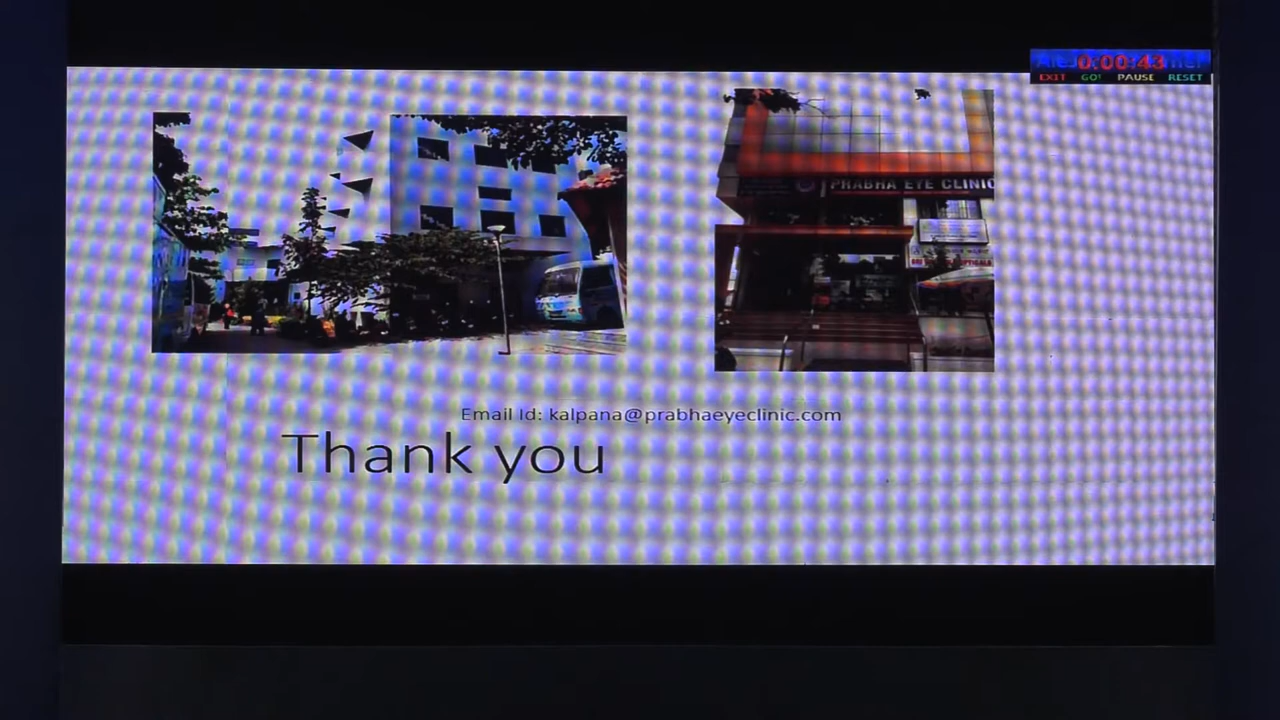 0:00:43
EXIT GO! PAUSE RESET
PRABHA EYE CLINIC
Email Id: kalpana@prabhaeyeclinic.com
Thank you